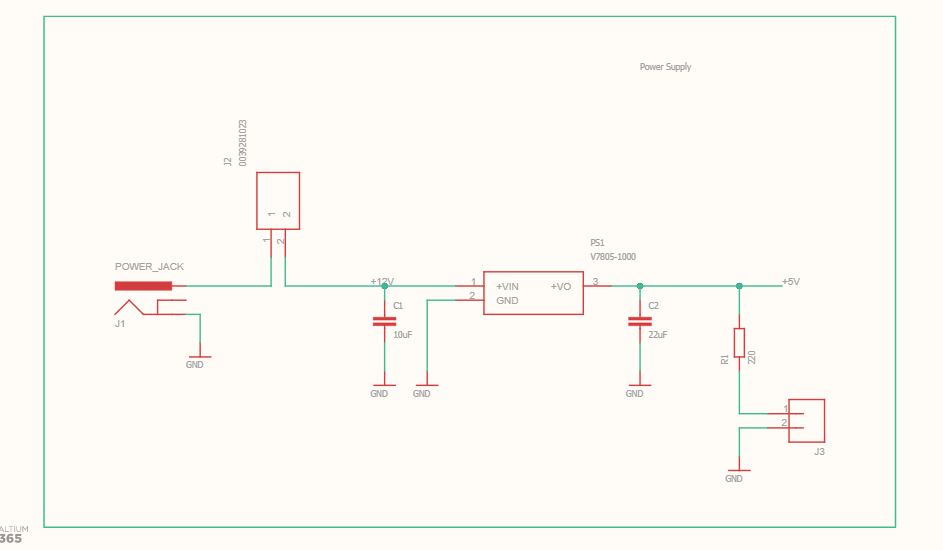 Power Supply
J2
0039281023
1
2
1
2
POWER_JACK
J1
GND
+12V
C1
10uF
GND
GND
PS1
V7805-1000
1
+VIN
2
GND
+VO
3
C2
22uF
GND
+5V
R1
220
1
2
J3
GND
ALTIUM
365